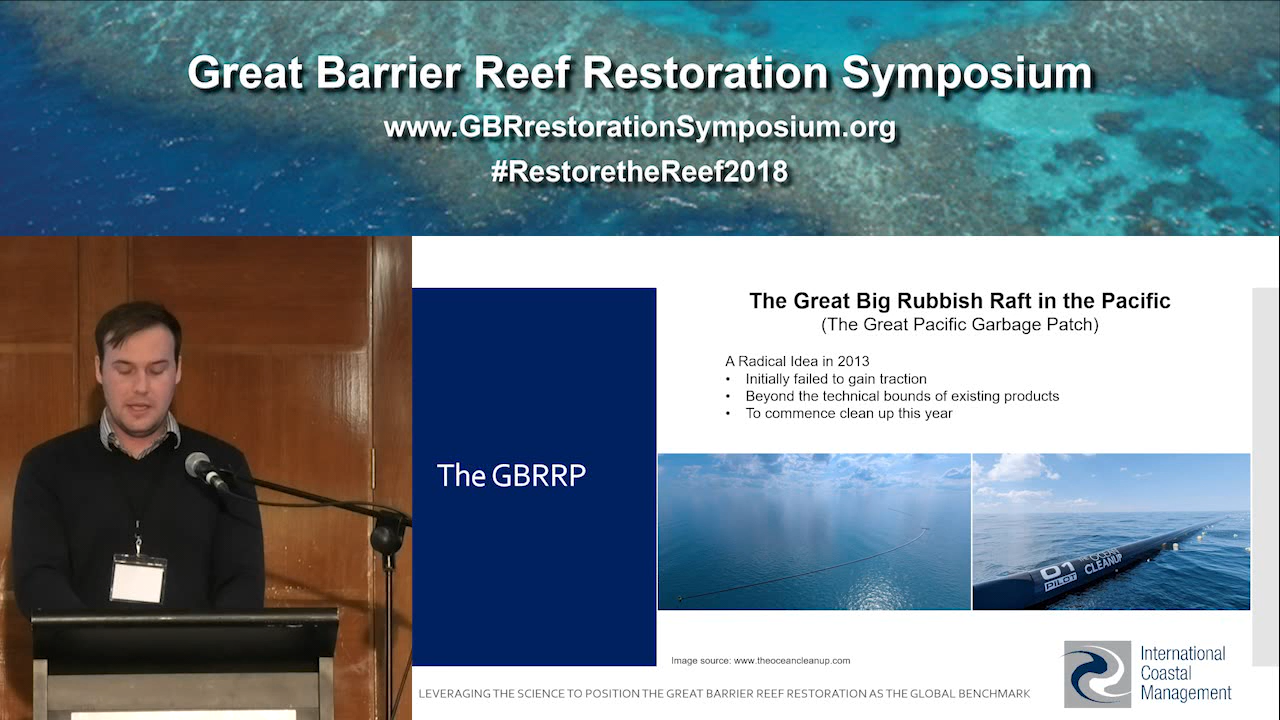 Great Barrier Reef Restoration Symposium
www.GBRrestorationSymposium.org
#RestoretheReef2018
The Great Big Rubbish Raft in the Pacific
(The Great Pacific Garbage Patch)
A Radical Idea in 2013
• Initially failed to gain traction
• Beyond the technical bounds of existing products
• To commence clean up this year
The GBRRP
01
PILOT
OCEAN
CLEANUP
Image source: www.theoceancleanup.com
LEVERAGING THE SCIENCE TO POSITION THE GREAT BARRIER REEF RESTORATION AS THE GLOBAL BENCHMARK
International
Coastal
Management